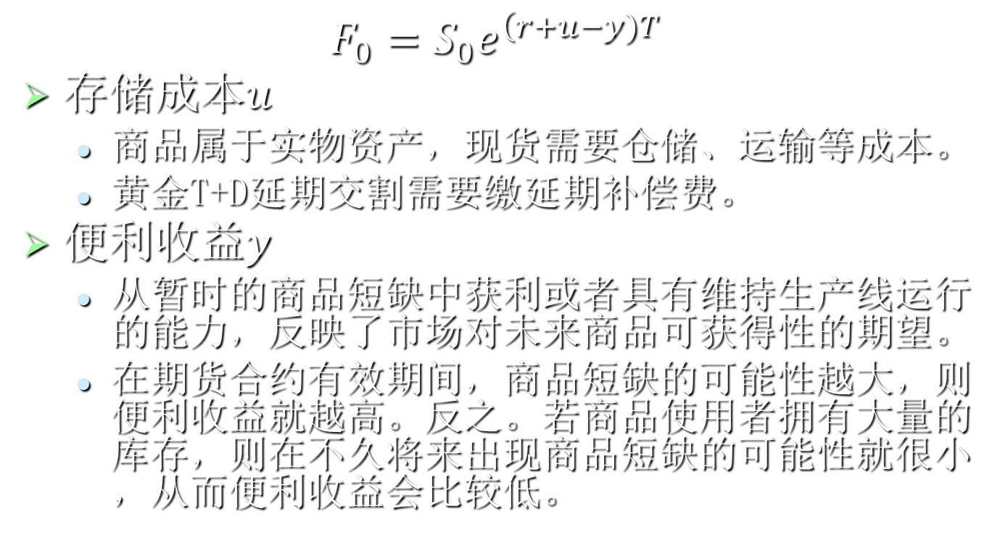 F₀ = S₀e^(r+u−y)T
存储成本u
商品属于实物资产，现货需要仓储、运输等成本。
黄金T+D延期交割需要缴延期补偿费。
便利收益y
从暂时的商品短缺中获利或者具有维持生产线运行
的能力，反映了市场对未来商品可获得性的期望。
在期货合约有效期间，商品短缺的可能性越大，则
便利收益就越高。反之。若商品使用者拥有大量的
库存，则在不久将来出现商品短缺的可能性就很小
，从而便利收益会比较低。